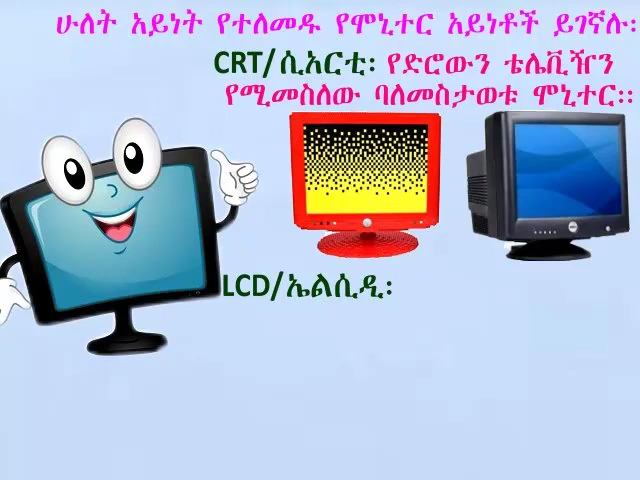 ሁለት አይነት የተለመዱ የሞኒተር አይነቶች ይገኛሉ፡
CRT/ሲአርቲ፡ የድሮውን ቴሌቪዥን
የሚመስለው ባለመስታወቱ ሞኒተር፡፡
LCD/ኤልሲዲ፡